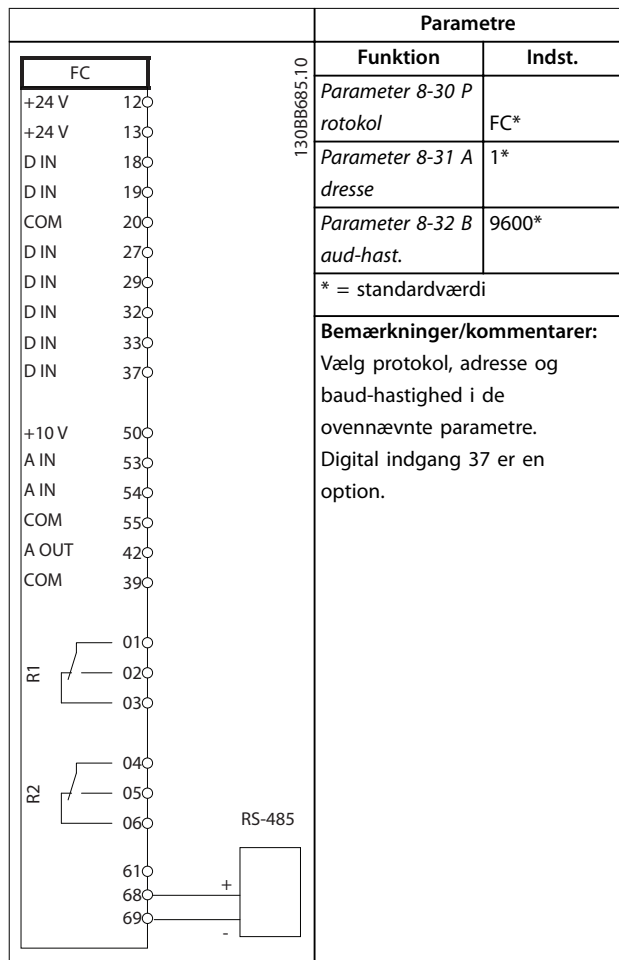 Parametre
Funktion Indst.
Parameter 8-30 P
rotokol FC*
Parameter 8-31 A 1*
dresse
Parameter 8-32 B 9600*
aud-hast.
* = standardværdi
Bemærkninger/kommentarer:
Vælg protokol, adresse og
baud-hastighed i de
ovennævnte parametre.
Digital indgang 37 er en
option.
FC
130BB685.10
+24 V 12
+24 V 13
D IN 18
D IN 19
COM 20
D IN 27
D IN 29
D IN 32
D IN 33
D IN 37
+10 V 50
A IN 53
A IN 54
COM 55
A OUT 42
COM 39
R1
01
02
03
R2
04
05
06
RS-485
61
68 +
69 -